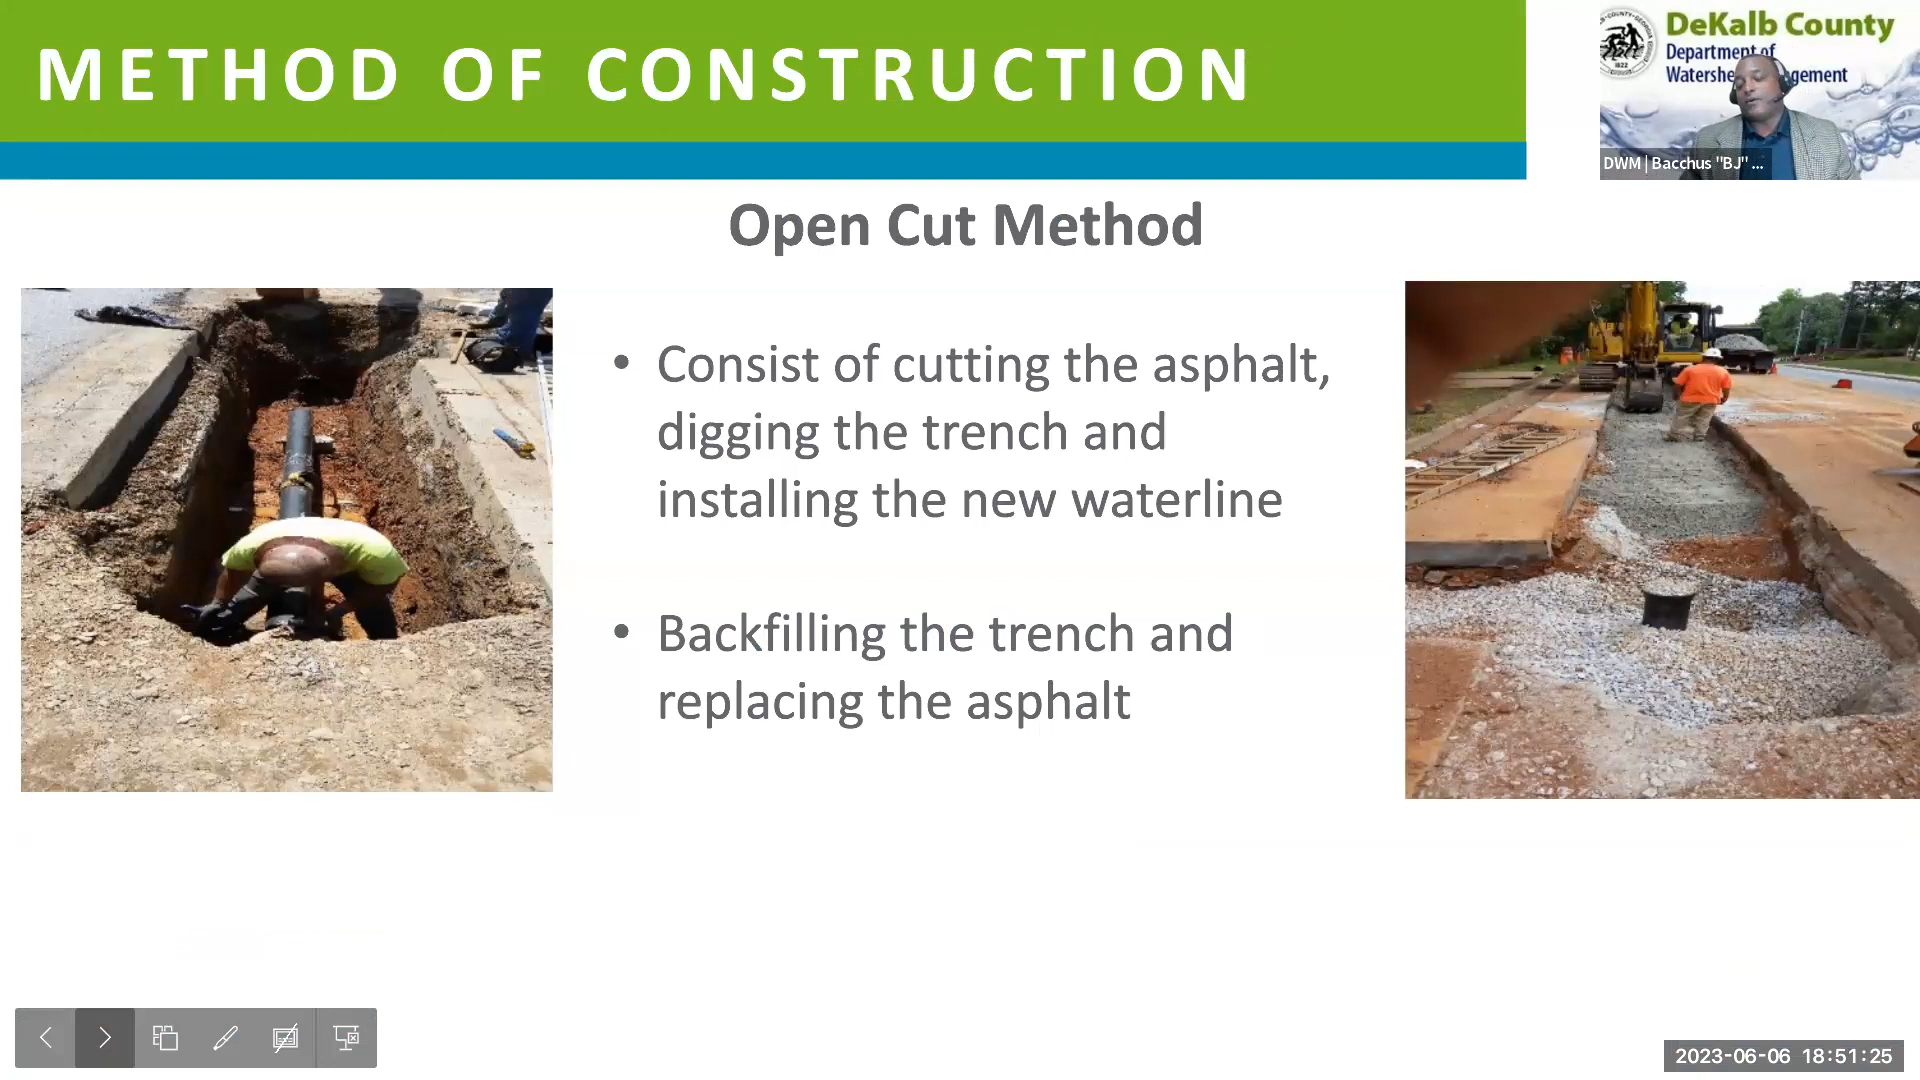 METHOD OF CONSTRUCTION
DeKalb County
Department of
Management
DWM | Bacchus "BJ" ...
Open Cut Method
• Consist of cutting the asphalt,
digging the trench and
installing the new waterline
• Backfilling the trench and
replacing the asphalt
2023-06-06 18:51:25